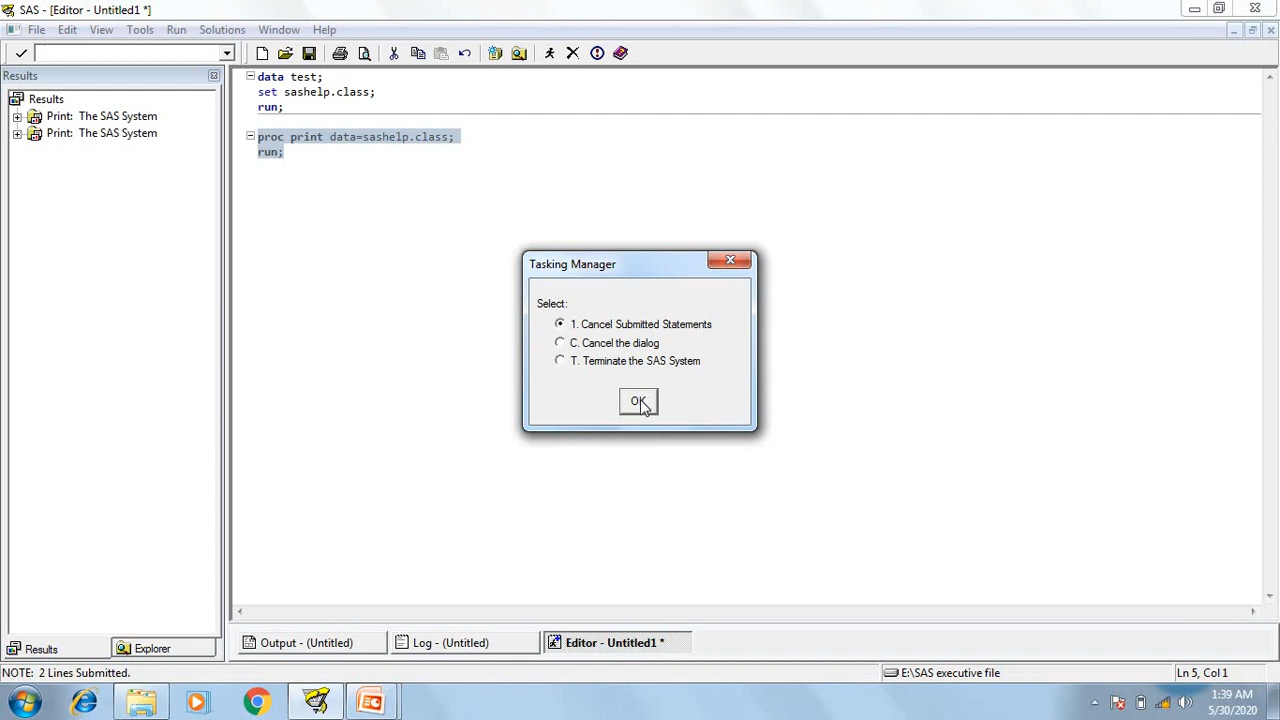 SAS - [Editor - Untitled1 *]
File Edit View Tools Run Solutions Window Help
Results
Results
Print: The SAS System
Print: The SAS System
data test;
set sashelp.class;
run;
proc print data=sashelp.class;
run;
Tasking Manager
Select:
1. Cancel Submitted Statements
C. Cancel the dialog
T. Terminate the SAS System
OK
Results
Explorer
Output - (Untitled)
Log - (Untitled)
Editor - Untitled1 *
NOTE: 2 Lines Submitted.
E:\SAS executive file
Ln 5, Col 1
1:39 AM
5/30/2020